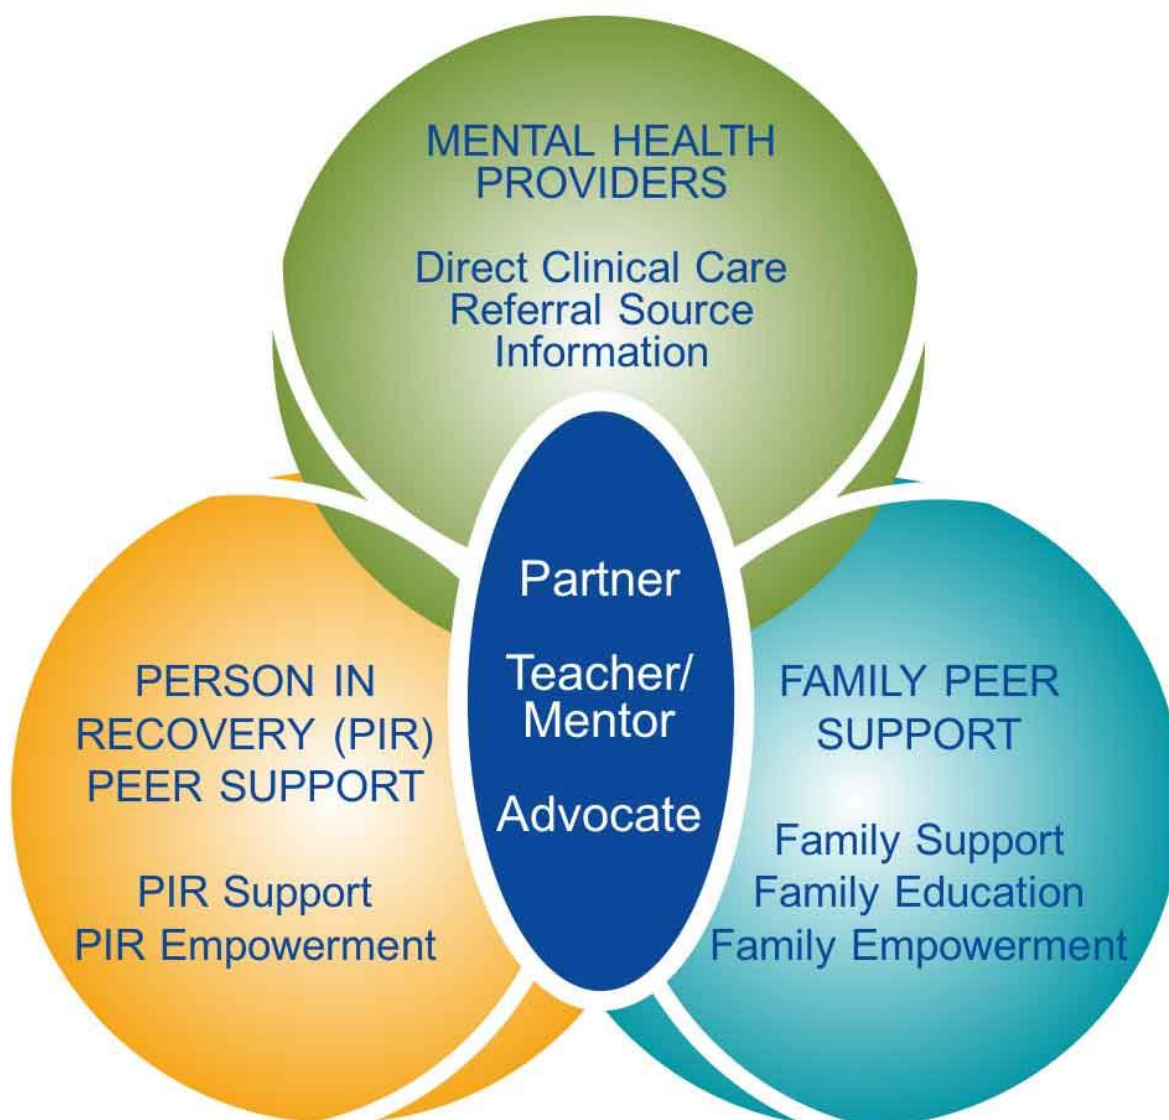 MENTAL HEALTH
PROVIDERS
Direct Clinical Care
Referral Source
Information
Partner
Teacher/
Mentor
Advocate
PERSON IN
RECOVERY (PIR)
PEER SUPPORT
PIR Support
PIR Empowerment
FAMILY PEER
SUPPORT
Family Support
Family Education
Family Empowerment